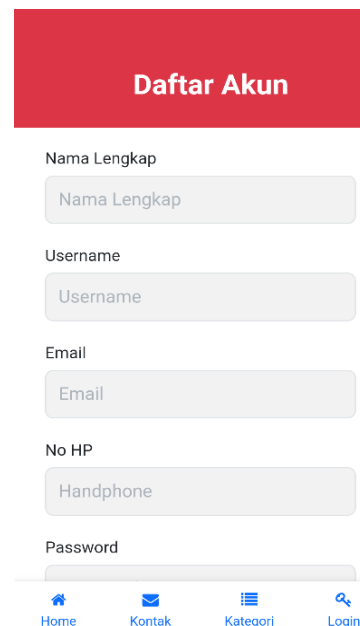 Daftar Akun
Nama Lengkap
Nama Lengkap
Username
Username
Email
Email
No HP
Handphone
Password
Home Kontak Kategori Login